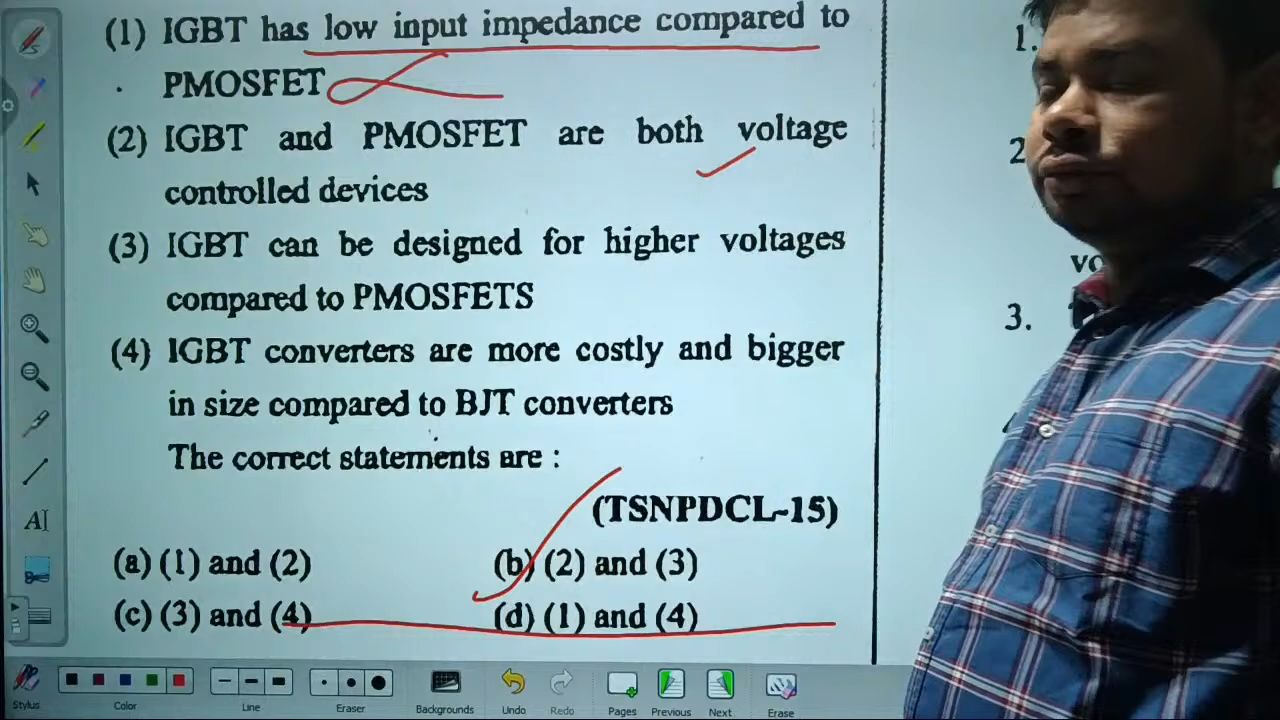 (1) IGBT has low input impedance compared to
PMOSFET
(2) IGBT and PMOSFET are both voltage
controlled devices
(3) IGBT can be designed for higher voltages
compared to PMOSFETS
(4) IGBT converters are more costly and bigger
in size compared to BJT converters
The correct statements are :
(TSNPDCL-15)
(a) (1) and (2)
(b) (2) and (3)
(c) (3) and (4)
(d) (1) and (4)
1.
2
vo
3.
AI
Stylus
Color
Line
Eraser
Backgrounds
Undo
Redo
Pages
Previous
Next
Erase